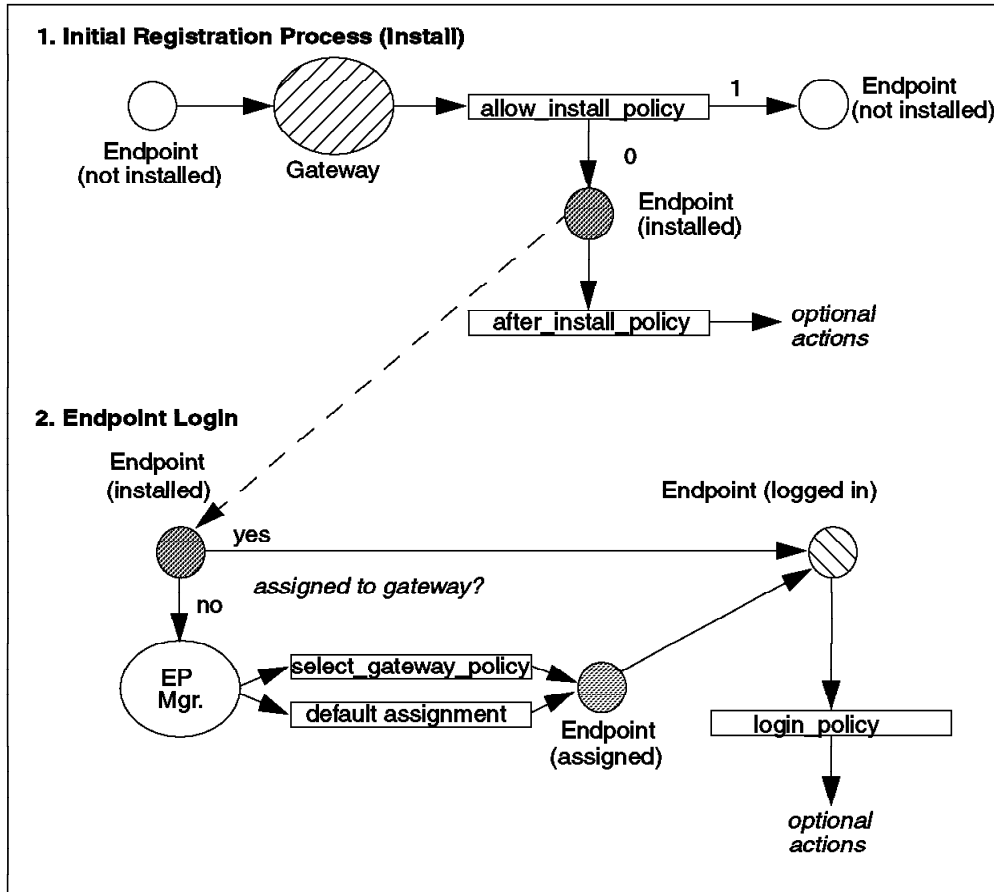 1. Initial Registration Process (Install)
Endpoint
(not installed)
Gateway
allow_install_policy
1
Endpoint
(not installed)
0
Endpoint
(installed)
after_install_policy
optional
actions
2. Endpoint Login
Endpoint
(installed)
Endpoint (logged in)
yes
assigned to gateway?
no
EP
Mgr.
select_gateway_policy
default assignment
Endpoint
(assigned)
login_policy
optional
actions